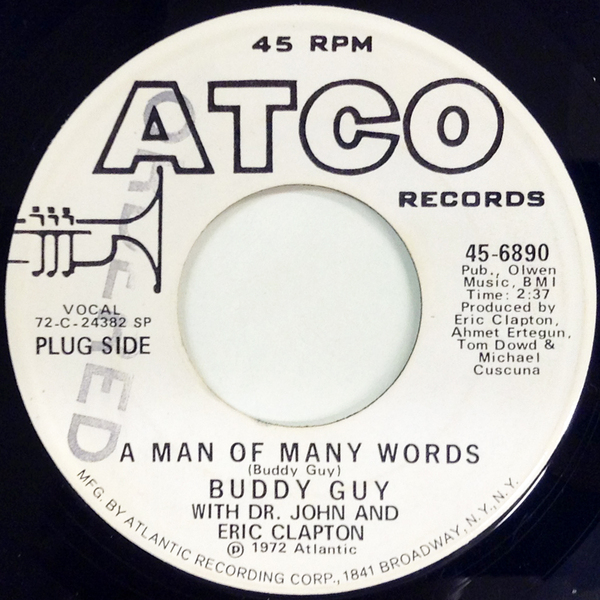 45 RPM
ATCO
RECORDS
45-6890
Pub., Olwen
Music, BMI
Time: 2:37
Produced by
Eric Clapton,
Ahmet Ertegun,
Tom Dowd &
Michael
Cuscuna
VOCAL
72-C-24382 SP
PLUG SIDE
A MAN OF MANY WORDS
(Buddy Guy)
BUDDY GUY
WITH DR. JOHN AND
ERIC CLAPTON
℗ 1972 Atlantic
MFG. BY ATLANTIC RECORDING CORP., 1841 BROADWAY, N.Y., N.Y.